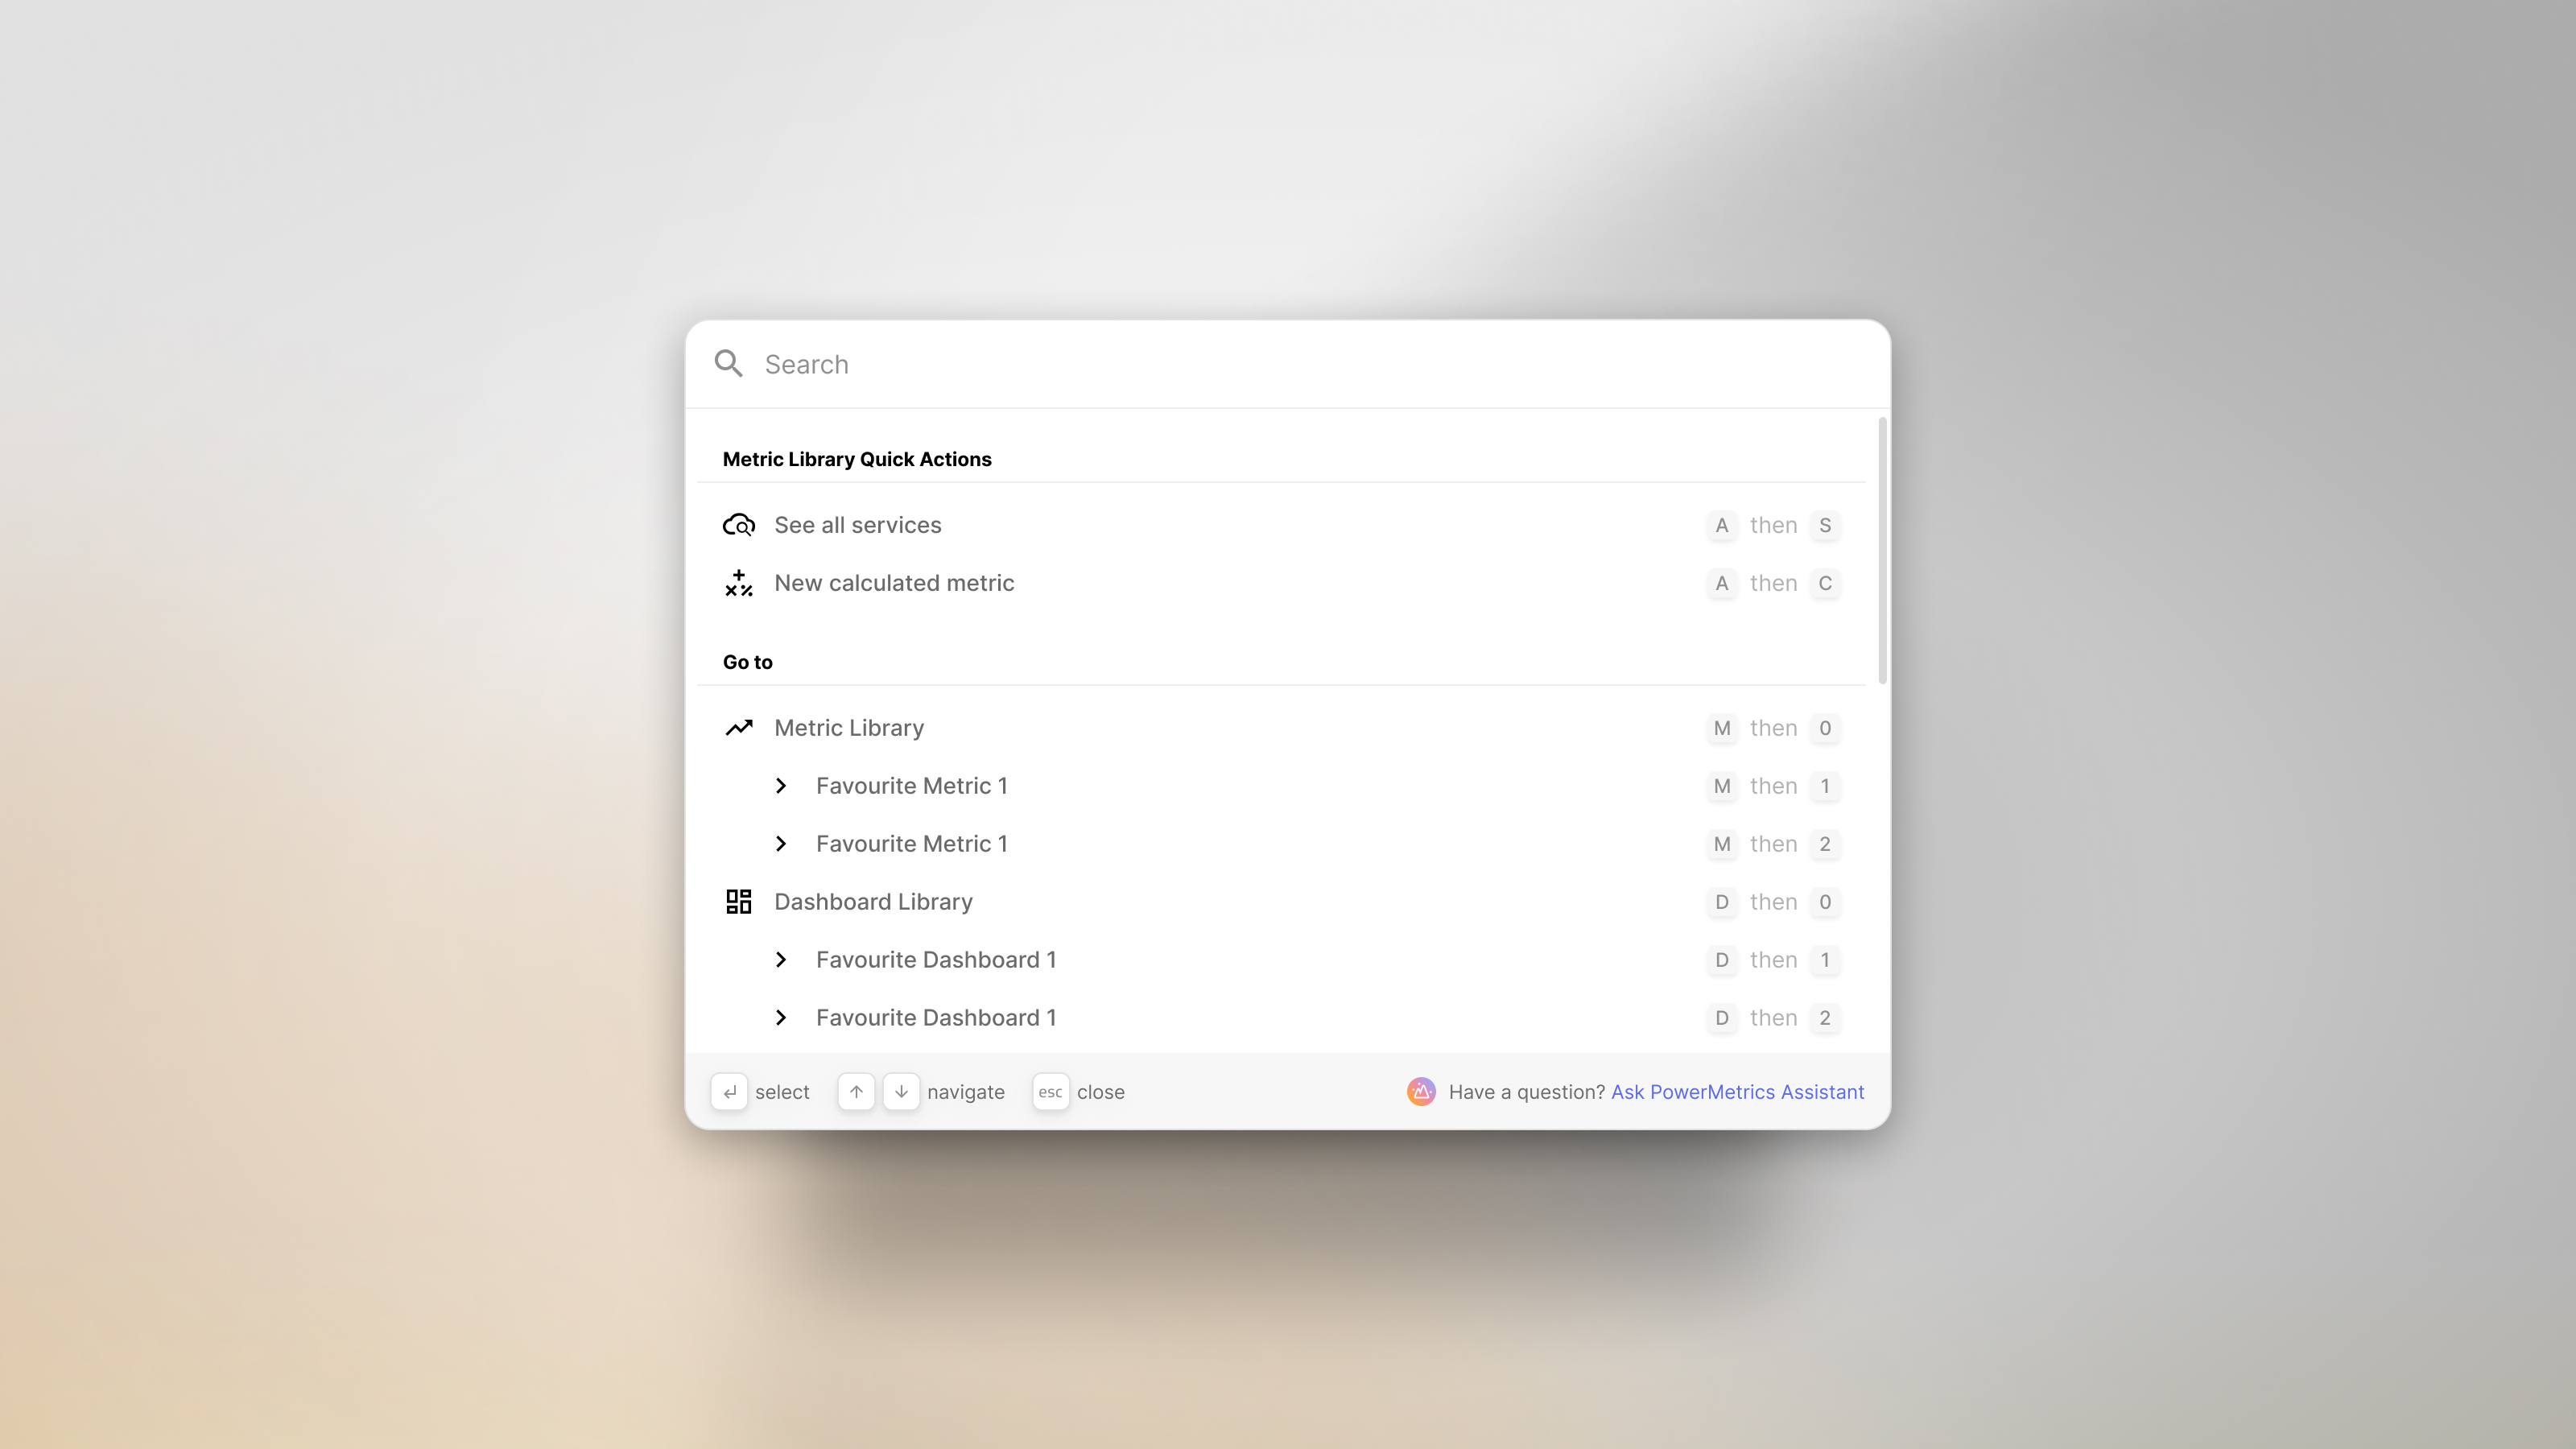 Search
Metric Library Quick Actions
See all services A then S
New calculated metric A then C
Go to
Metric Library M then 0
Favourite Metric 1 M then 1
Favourite Metric 1 M then 2
Dashboard Library D then 0
Favourite Dashboard 1 D then 1
Favourite Dashboard 1 D then 2
select navigate esc close Have a question? Ask PowerMetrics Assistant